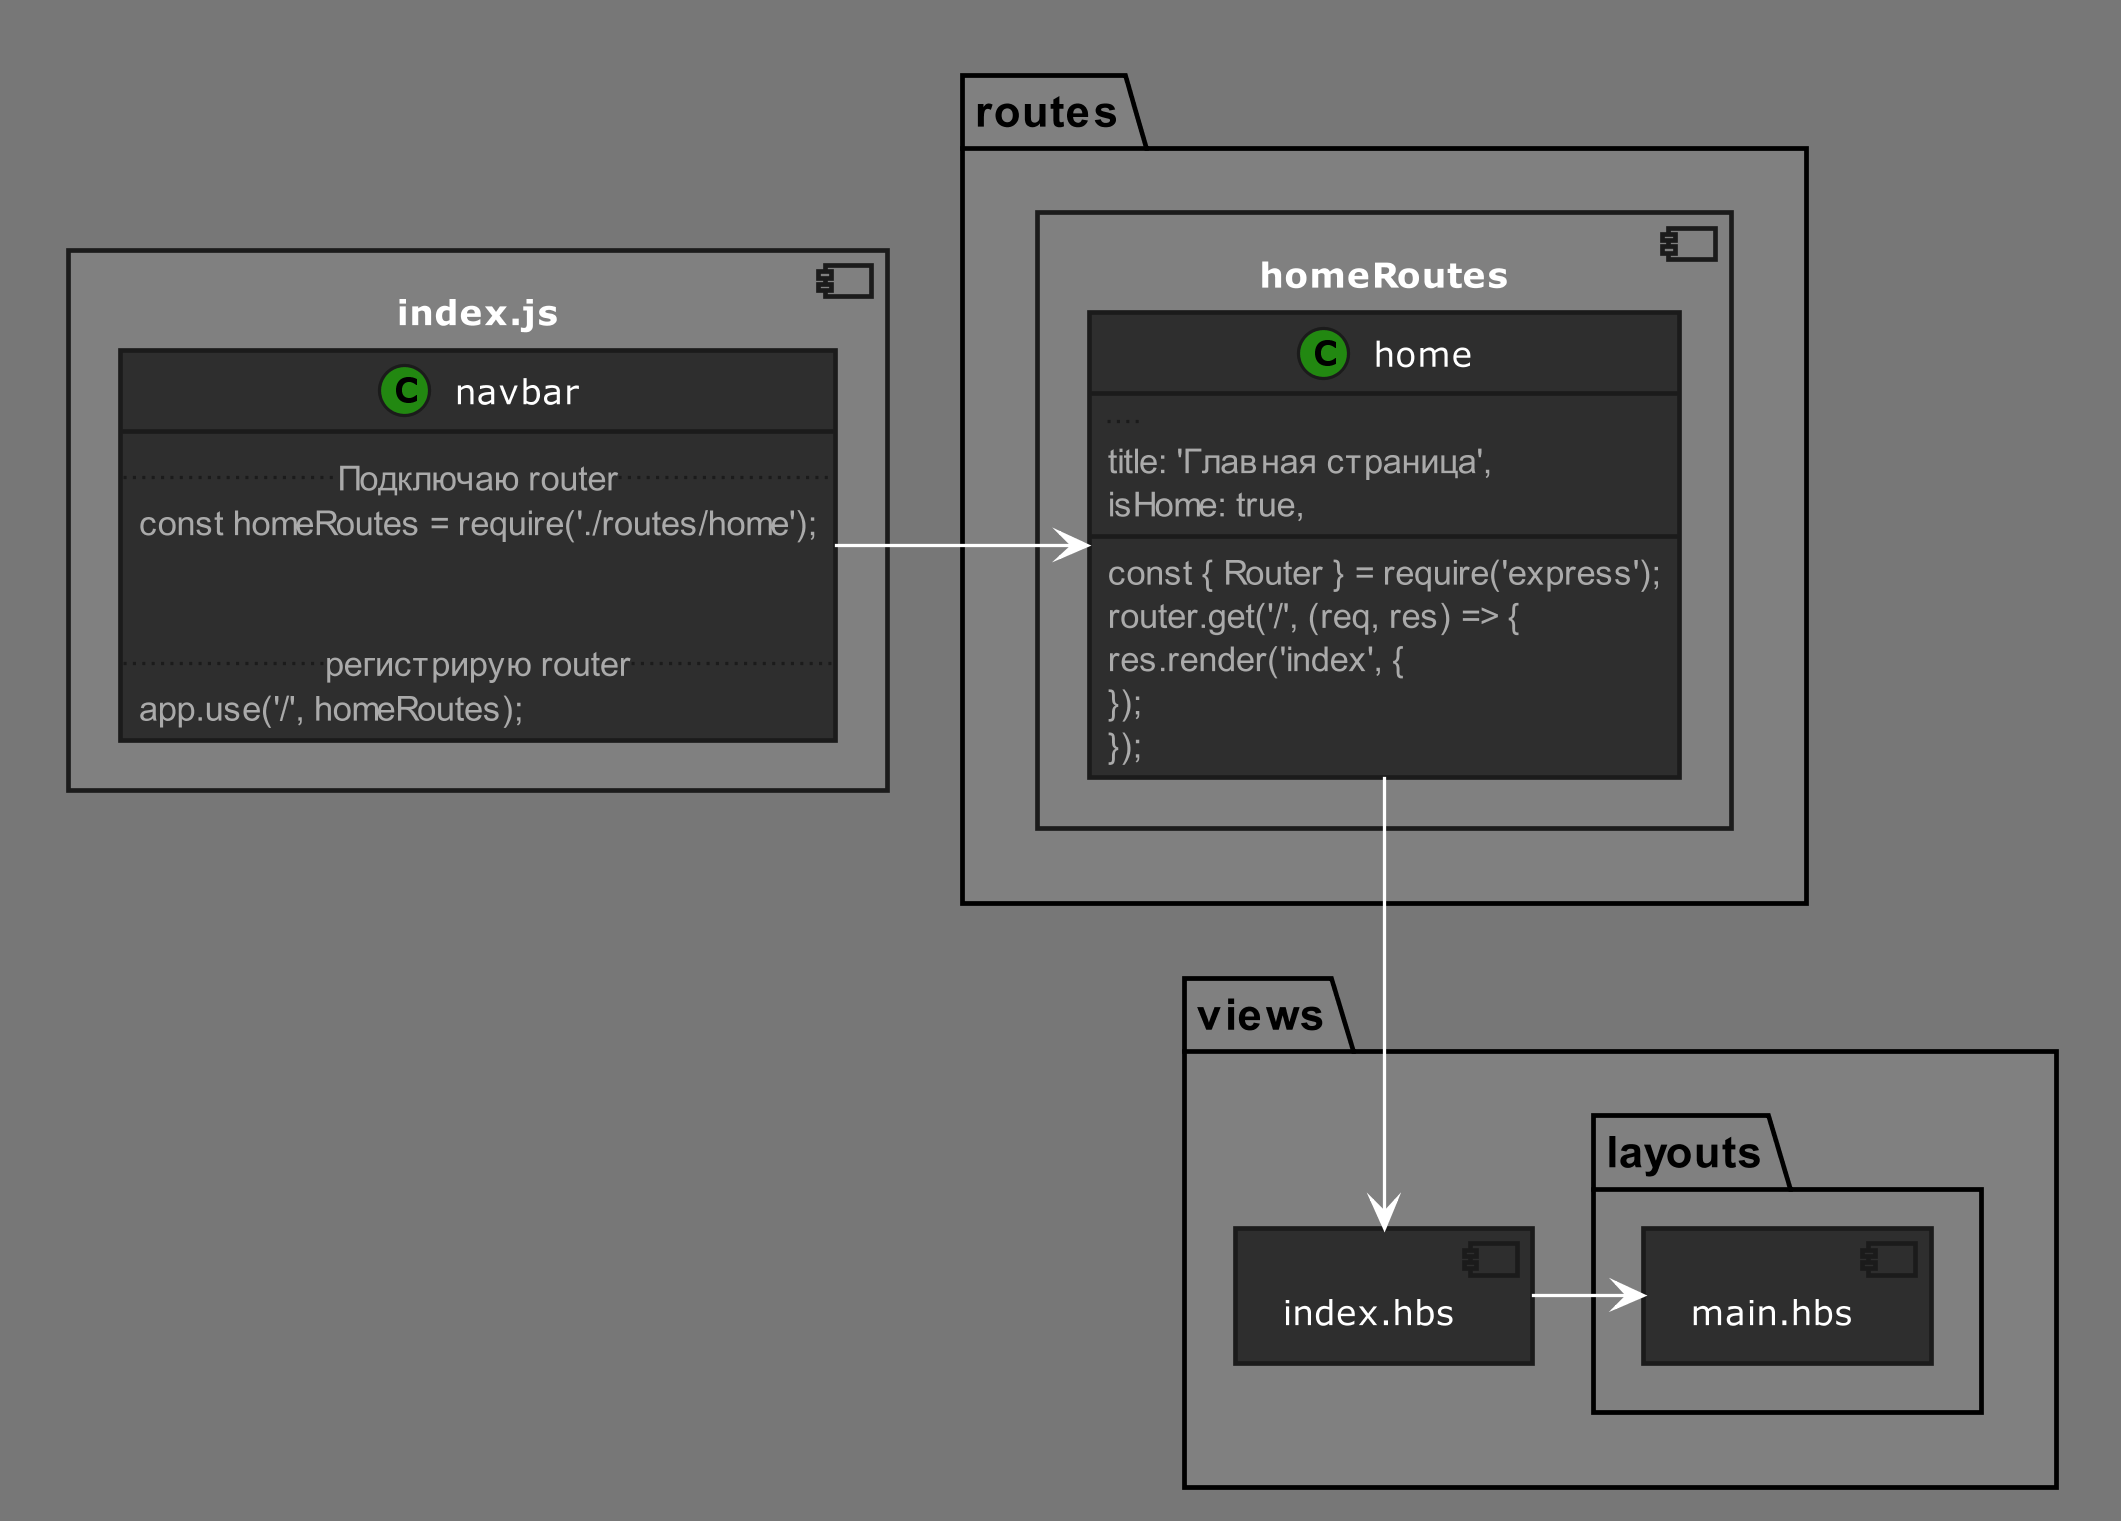 index.js
C navbar
Подключаю router
const homeRoutes = require('./routes/home');
регистрирую router
app.use('/', homeRoutes);
routes
homeRoutes
C home
title: 'Главная страница',
isHome: true,
const { Router } = require('express');
router.get('/', (req, res) => {
res.render('index', {
});
});
views
index.hbs
layouts
main.hbs